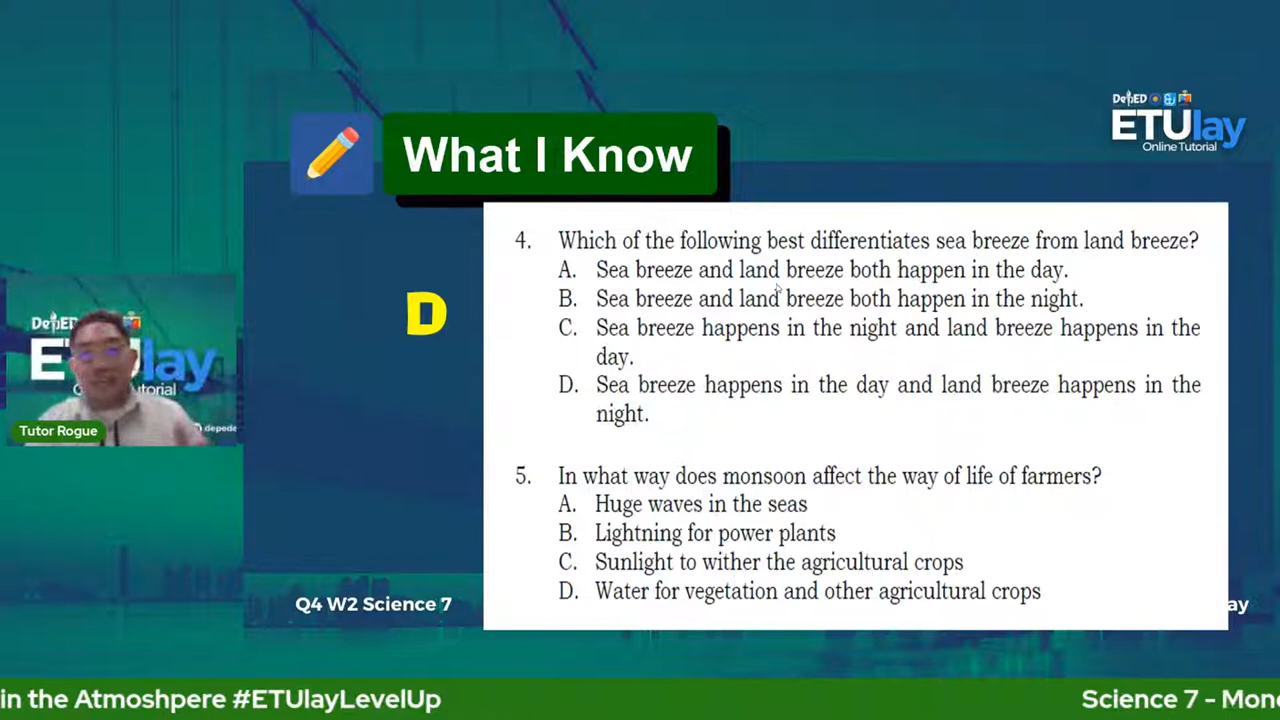 DepED
ETUlay
Online Tutorial
What I Know
4. Which of the following best differentiates sea breeze from land breeze?
A. Sea breeze and land breeze both happen in the day.
B. Sea breeze and land breeze both happen in the night.
C. Sea breeze happens in the night and land breeze happens in the
day.
D. Sea breeze happens in the day and land breeze happens in the
night.
D
5. In what way does monsoon affect the way of life of farmers?
A. Huge waves in the seas
B. Lightning for power plants
C. Sunlight to wither the agricultural crops
D. Water for vegetation and other agricultural crops
DepED
Tutor Rogue
depede
Q4 W2 Science 7
ay
in the Atmoshpere #ETUlayLevelUp
Science 7 - Mon